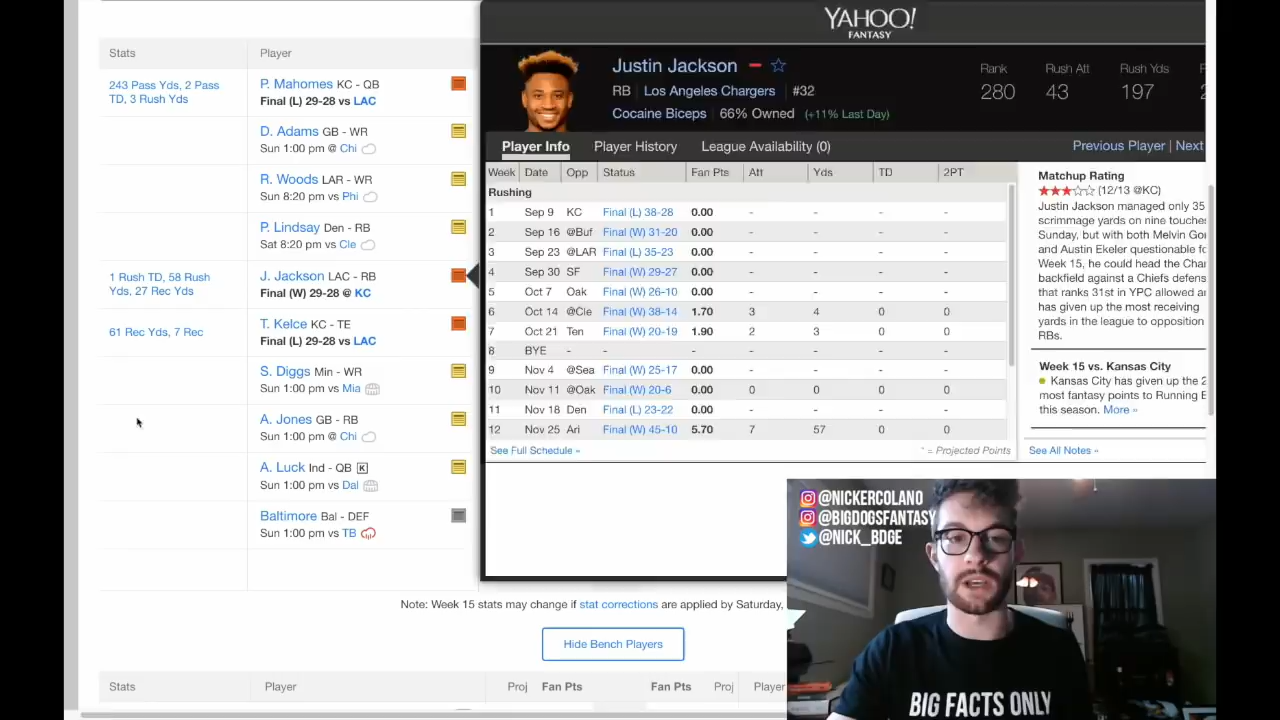 YAHOO!
FANTASY
Stats Player
243 Pass Yds, 2 Pass
TD, 3 Rush Yds
P. Mahomes KC - QB
Final (L) 29-28 vs LAC
D. Adams GB - WR
Sun 1:00 pm @ Chi
R. Woods LAR - WR
Sun 8:20 pm vs Phi
P. Lindsay Den - RB
Sat 8:20 pm vs Cle
1 Rush TD, 58 Rush
Yds, 27 Rec Yds
J. Jackson LAC - RB
Final (W) 29-28 @ KC
61 Rec Yds, 7 Rec
T. Kelce KC - TE
Final (L) 29-28 vs LAC
S. Diggs Min - WR
Sun 1:00 pm vs Mia
A. Jones GB - RB
Sun 1:00 pm @ Chi
A. Luck Ind - QB K
Sun 1:00 pm vs Dal
Baltimore Bal - DEF
Sun 1:00 pm vs TB
Justin Jackson
RB Los Angeles Chargers #32
Cocaine Biceps 66% Owned (+11% Last Day)
Rank Rush Att Rush Yds
280 43 197
Player Info Player History League Availability (0) Previous Player | Next
Week Date Opp Status Fan Pts Att Yds TD 2PT
Rushing
1 Sep 9 KC Final (L) 38-28 0.00 - - - -
2 Sep 16 @Buf Final (W) 31-20 0.00 - - - -
3 Sep 23 @LAR Final (L) 35-23 0.00 - - - -
4 Sep 30 SF Final (W) 29-27 0.00 - - - -
5 Oct 7 Oak Final (W) 26-10 0.00 - - - -
6 Oct 14 @Cle Final (W) 38-14 1.70 3 4 0 0
7 Oct 21 Ten Final (W) 20-19 1.90 2 3 0 0
8 BYE - - - - - - -
9 Nov 4 @Sea Final (W) 25-17 0.00 - - - -
10 Nov 11 @Oak Final (W) 20-6 0.00 0 0 0 0
11 Nov 18 Den Final (L) 23-22 0.00 - - - -
12 Nov 25 Ari Final (W) 45-10 5.70 7 57 0 0
See Full Schedule »
* = Projected Points
Matchup Rating
(12/13 @KC)
Justin Jackson managed only 35
scrimmage yards on nine touches
Sunday, but with both Melvin Go
and Austin Ekeler questionable fo
Week 15, he could head the Cha
backfield against a Chiefs defens
that ranks 31st in YPC allowed a
has given up the most receiving
yards in the league to opposition
RBs.
Week 15 vs. Kansas City
Kansas City has given up the 2
most fantasy points to Running B
this season. More »
See All Notes »
Note: Week 15 stats may change if stat corrections are applied by Saturday,
Hide Bench Players
Stats Player Proj Fan Pts Fan Pts Proj Player
@NICKERCOLANO
@BIGDOGSFANTASY
@NICK_BDGE
BIG FACTS ONLY